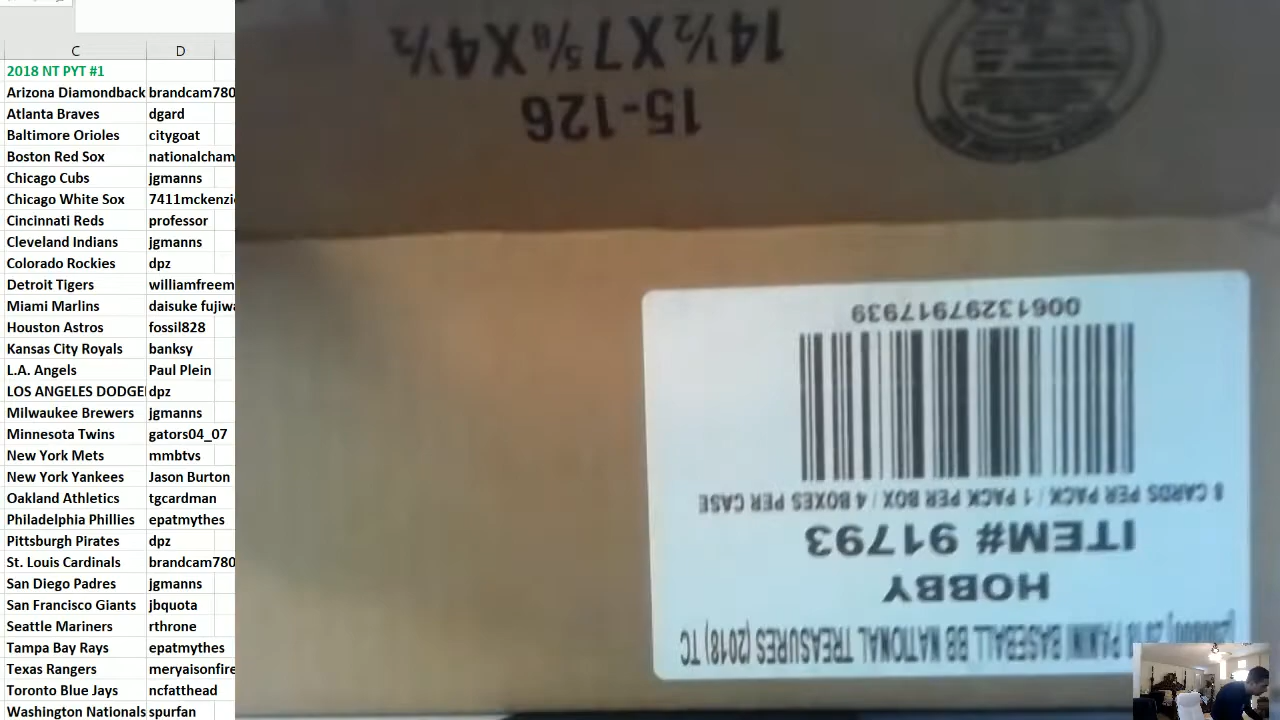 C D
2018 NT PYT #1
Arizona Diamondback brandcam780
Atlanta Braves dgard
Baltimore Orioles citygoat
Boston Red Sox nationalcham
Chicago Cubs jgmanns
Chicago White Sox 7411mckenzi
Cincinnati Reds professor
Cleveland Indians jgmanns
Colorado Rockies dpz
Detroit Tigers williamfreem
Miami Marlins daisuke fujiwa
Houston Astros fossil828
Kansas City Royals banksy
L.A. Angels Paul Plein
LOS ANGELES DODGE dpz
Milwaukee Brewers jgmanns
Minnesota Twins gators04_07
New York Mets mmbtvs
New York Yankees Jason Burton
Oakland Athletics tgcardman
Philadelphia Phillies epatmythes
Pittsburgh Pirates dpz
St. Louis Cardinals brandcam780
San Diego Padres jgmanns
San Francisco Giants jbquota
Seattle Mariners rthrone
Tampa Bay Rays epatmythes
Texas Rangers meryaisonfire
Toronto Blue Jays ncfatthead
Washington Nationals spurfan
PANINI BASEBALL BB NATIONAL TREASURES (2018) TC
HOBBY
ITEM# 91793
8 CARDS PER PACK / 1 PACK PER BOX / 4 BOXES PER CASE
00613297917939
15-126
14½X7⅝X4½